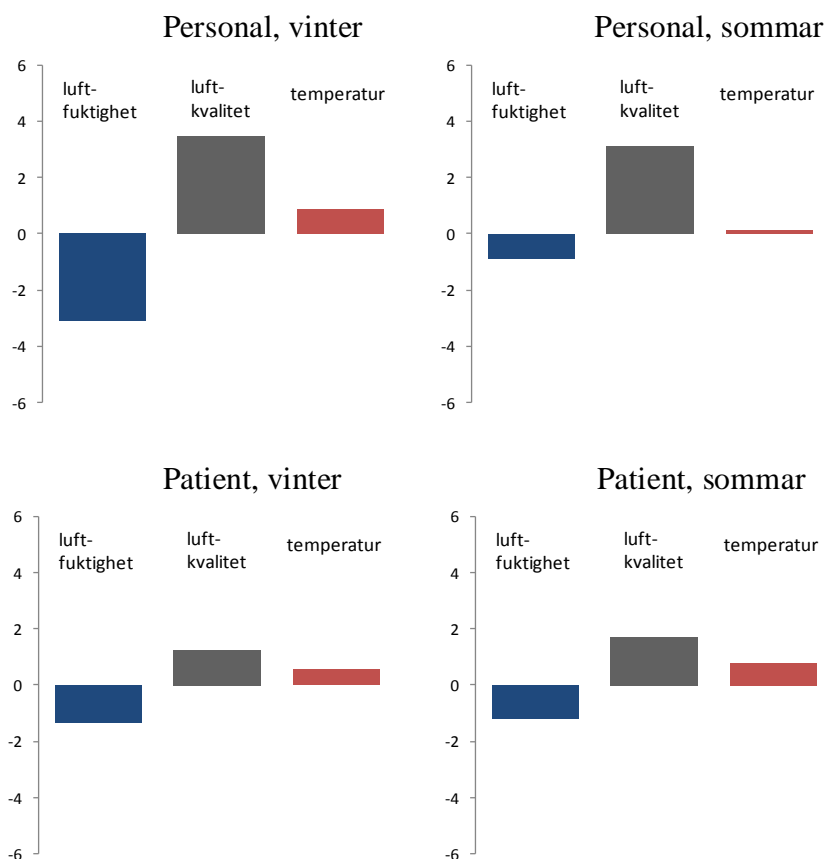 Personal, vinter
6
4
2
0
-2
-4
-6
luft-
fuktighet
luft-
kvalitet
temperatur
Personal, sommar
6
4
2
0
-2
-4
-6
luft-
fuktighet
luft-
kvalitet
temperatur
Patient, vinter
6
4
2
0
-2
-4
-6
luft-
fuktighet
luft-
kvalitet
temperatur
Patient, sommar
6
4
2
0
-2
-4
-6
luft-
fuktighet
luft-
kvalitet
temperatur